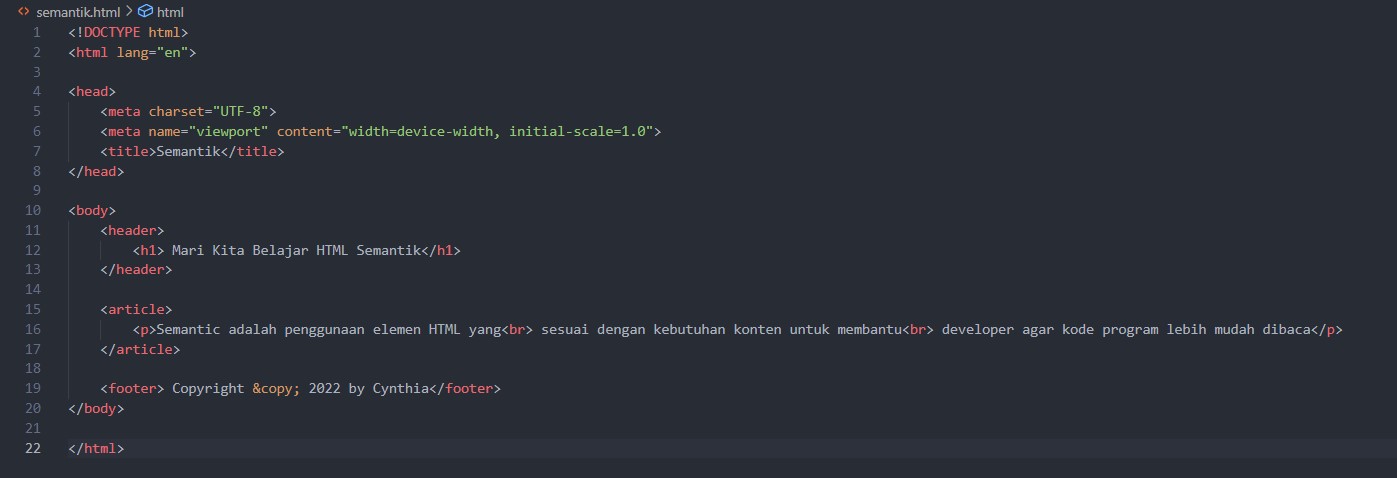 semantik.html > html
1 <!DOCTYPE html>
2 <html lang="en">
3
4 <head>
5     <meta charset="UTF-8">
6     <meta name="viewport" content="width=device-width, initial-scale=1.0">
7     <title>Semantik</title>
8 </head>
9
10 <body>
11     <header>
12         <h1> Mari Kita Belajar HTML Semantik</h1>
13     </header>
14
15     <article>
16         <p>Semantic adalah penggunaan elemen HTML yang<br> sesuai dengan kebutuhan konten untuk membantu<br> developer agar kode program lebih mudah dibaca</p>
17     </article>
18
19     <footer> Copyright &copy; 2022 by Cynthia</footer>
20 </body>
21
22 </html>